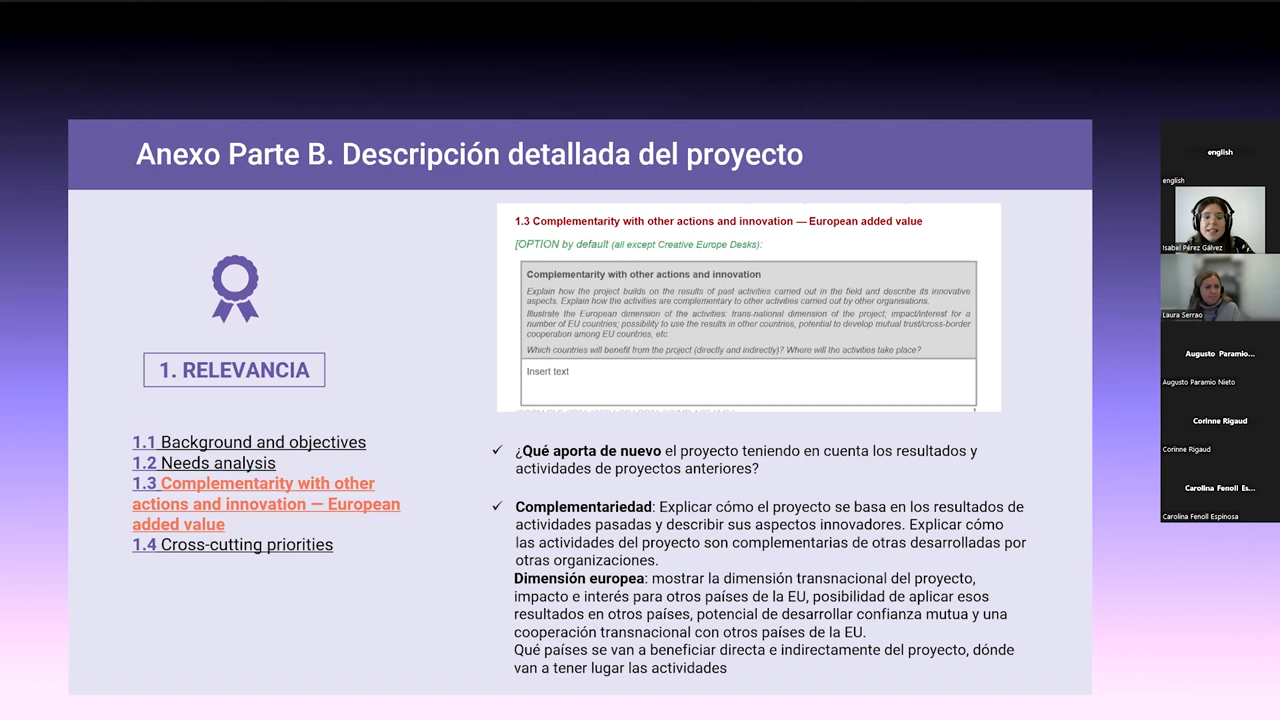 Anexo Parte B. Descripción detallada del proyecto
1. RELEVANCIA
1.1 Background and objectives
1.2 Needs analysis
1.3 Complementarity with other
actions and innovation — European
added value
1.4 Cross-cutting priorities
1.3 Complementarity with other actions and innovation — European added value
[OPTION by default (all except Creative Europe Desks):
Complementarity with other actions and innovation
Explain how the project builds on the results of past activities carried out in the field and describe its innovative
aspects. Explain how the activities are complementary to other activities carried out by other organisations.
Illustrate the European dimension of the activities: trans-national dimension of the project; impact/interest for a
number of EU countries; possibility to use the results in other countries, potential to develop mutual trust/cross-border
cooperation among EU countries, etc.
Which countries will benefit from the project (directly and indirectly)? Where will the activities take place?
Insert text
✓ ¿Qué aporta de nuevo el proyecto teniendo en cuenta los resultados y
actividades de proyectos anteriores?
✓ Complementariedad: Explicar cómo el proyecto se basa en los resultados de
actividades pasadas y describir sus aspectos innovadores. Explicar cómo
las actividades del proyecto son complementarias de otras desarrolladas por
otras organizaciones.
Dimensión europea: mostrar la dimensión transnacional del proyecto,
impacto e interés para otros países de la EU, posibilidad de aplicar esos
resultados en otros países, potencial de desarrollar confianza mutua y una
cooperación transnacional con otros países de la EU.
Qué países se van a beneficiar directa e indirectamente del proyecto, dónde
van a tener lugar las actividades
english
english
Isabel Pérez Gálvez
Laura Serrao
Augusto Paramio...
Augusto Paramio Nieto
Corinne Rigaud
Corinne Rigaud
Carolina Fenoll Es...
Carolina Fenoll Espinosa